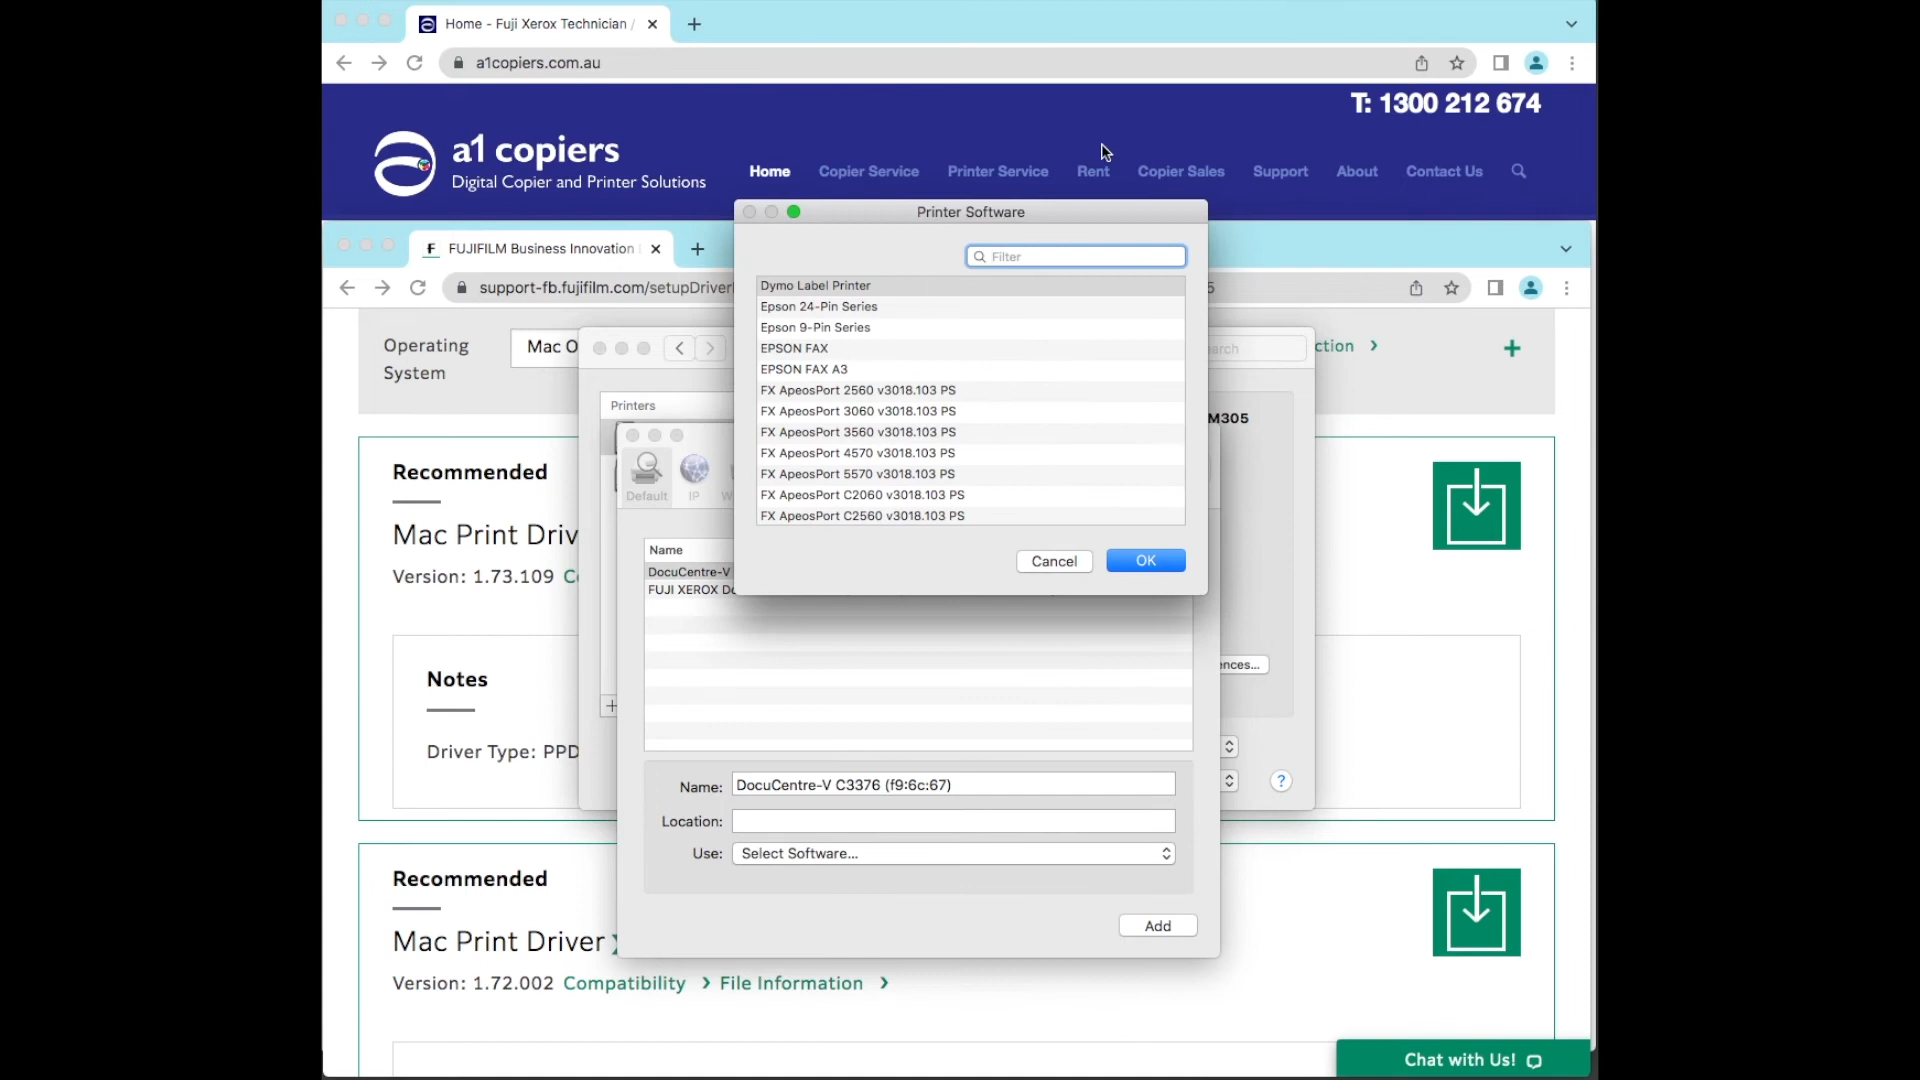 Home - Fuji Xerox Technician /
a1copiers.com.au
T: 1300 212 674
a1 copiers
Digital Copier and Printer Solutions
Home Copier Service Printer Service Rent Copier Sales Support About Contact Us
Printer Software
FUJIFILM Business Innovation
support-fb.fujifilm.com/setupDriver
5
Filter
Dymo Label Printer
Epson 24-Pin Series
Epson 9-Pin Series
EPSON FAX
EPSON FAX A3
FX ApeosPort 2560 v3018.103 PS
FX ApeosPort 3060 v3018.103 PS
FX ApeosPort 3560 v3018.103 PS
FX ApeosPort 4570 v3018.103 PS
FX ApeosPort 5570 v3018.103 PS
FX ApeosPort C2060 v3018.103 PS
FX ApeosPort C2560 v3018.103 PS
Cancel OK
Operating
System
Mac O
arch
ction >
Printers
M305
Default IP W
Recommended
Mac Print Driv
Version: 1.73.109 Co
Name
DocuCentre-V
FUJI XEROX Do
Notes
ences...
Driver Type: PPD
?
Name: DocuCentre-V C3376 (f9:6c:67)
Location:
Use: Select Software...
Add
Recommended
Mac Print Driver
Version: 1.72.002 Compatibility > File Information >
Chat with Us!